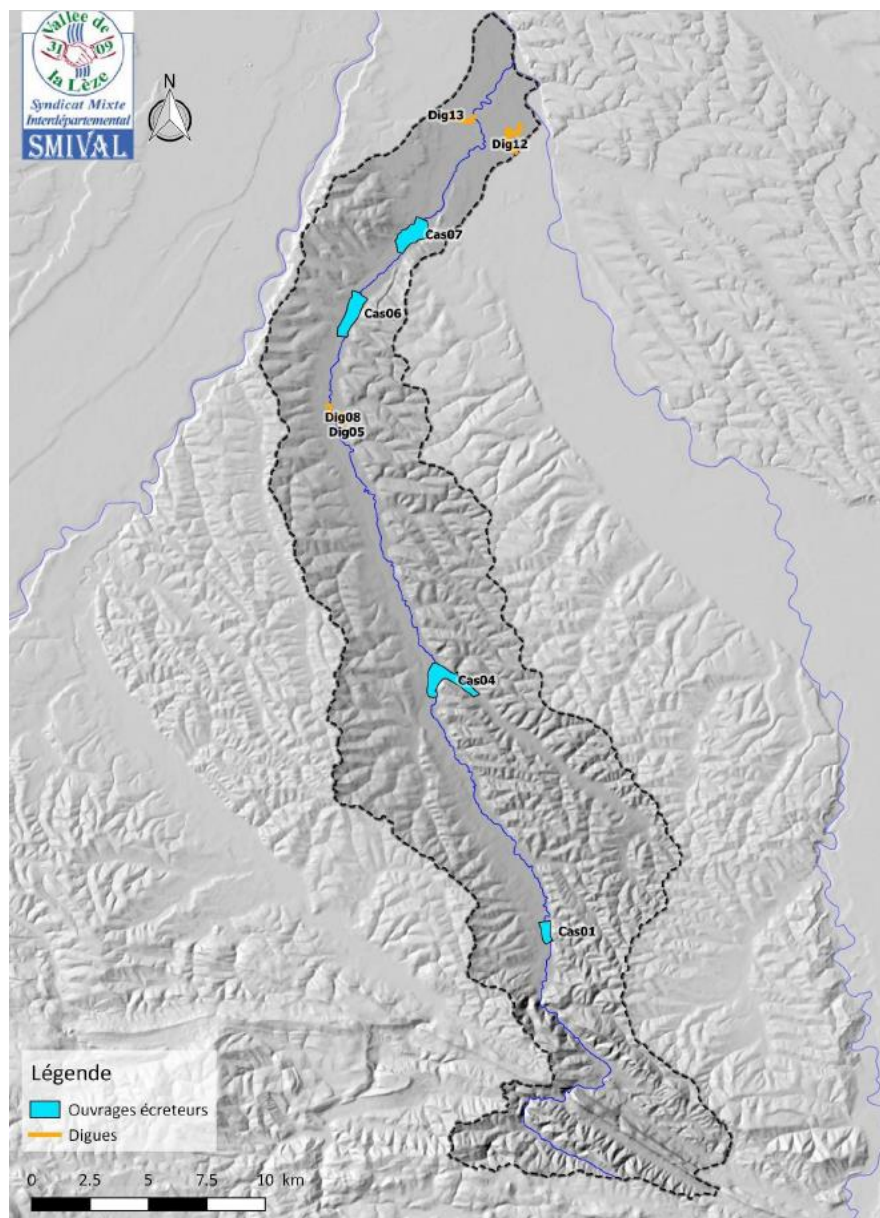 Vallée de
31 09
la Lèze
Syndicat Mixte
Interdépartemental
SMIVAL
N
Dig13
Dig12
Cas07
Cas06
Dig08
Dig05
Cas04
Cas01
Légende
Ouvrages écreteurs
Digues
0 2.5 5 7.5 10 km